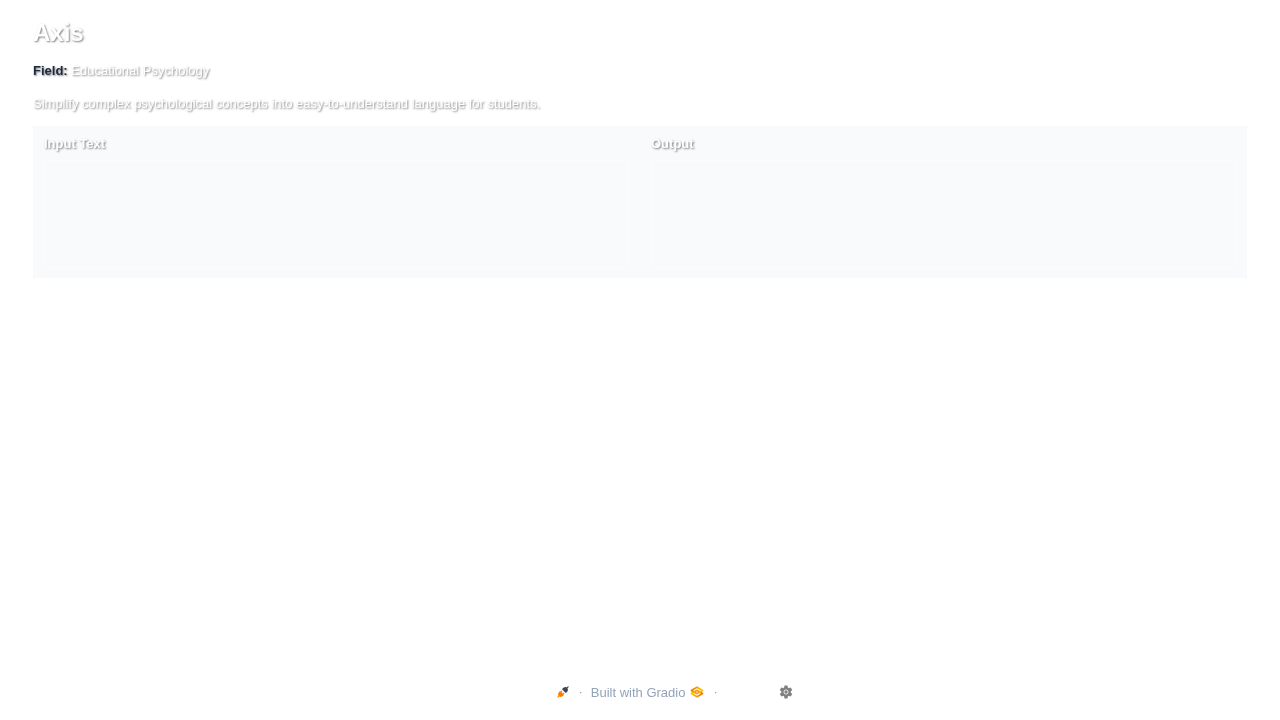 Axis
Field: Educational Psychology
Simplify complex psychological concepts into easy-to-understand language for students.
Input Text
Output
· Built with Gradio ·